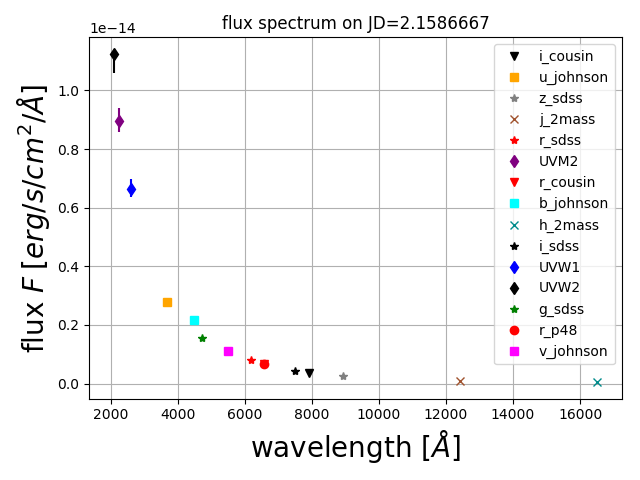 flux spectrum on JD=2.1586667
1e−14
flux F [erg/s/cm²/Å]
1.0
0.8
0.6
0.4
0.2
0.0
2000 4000 6000 8000 10000 12000 14000 16000
wavelength [Å]
i_cousin
u_johnson
z_sdss
j_2mass
r_sdss
UVM2
r_cousin
b_johnson
h_2mass
i_sdss
UVW1
UVW2
g_sdss
r_p48
v_johnson